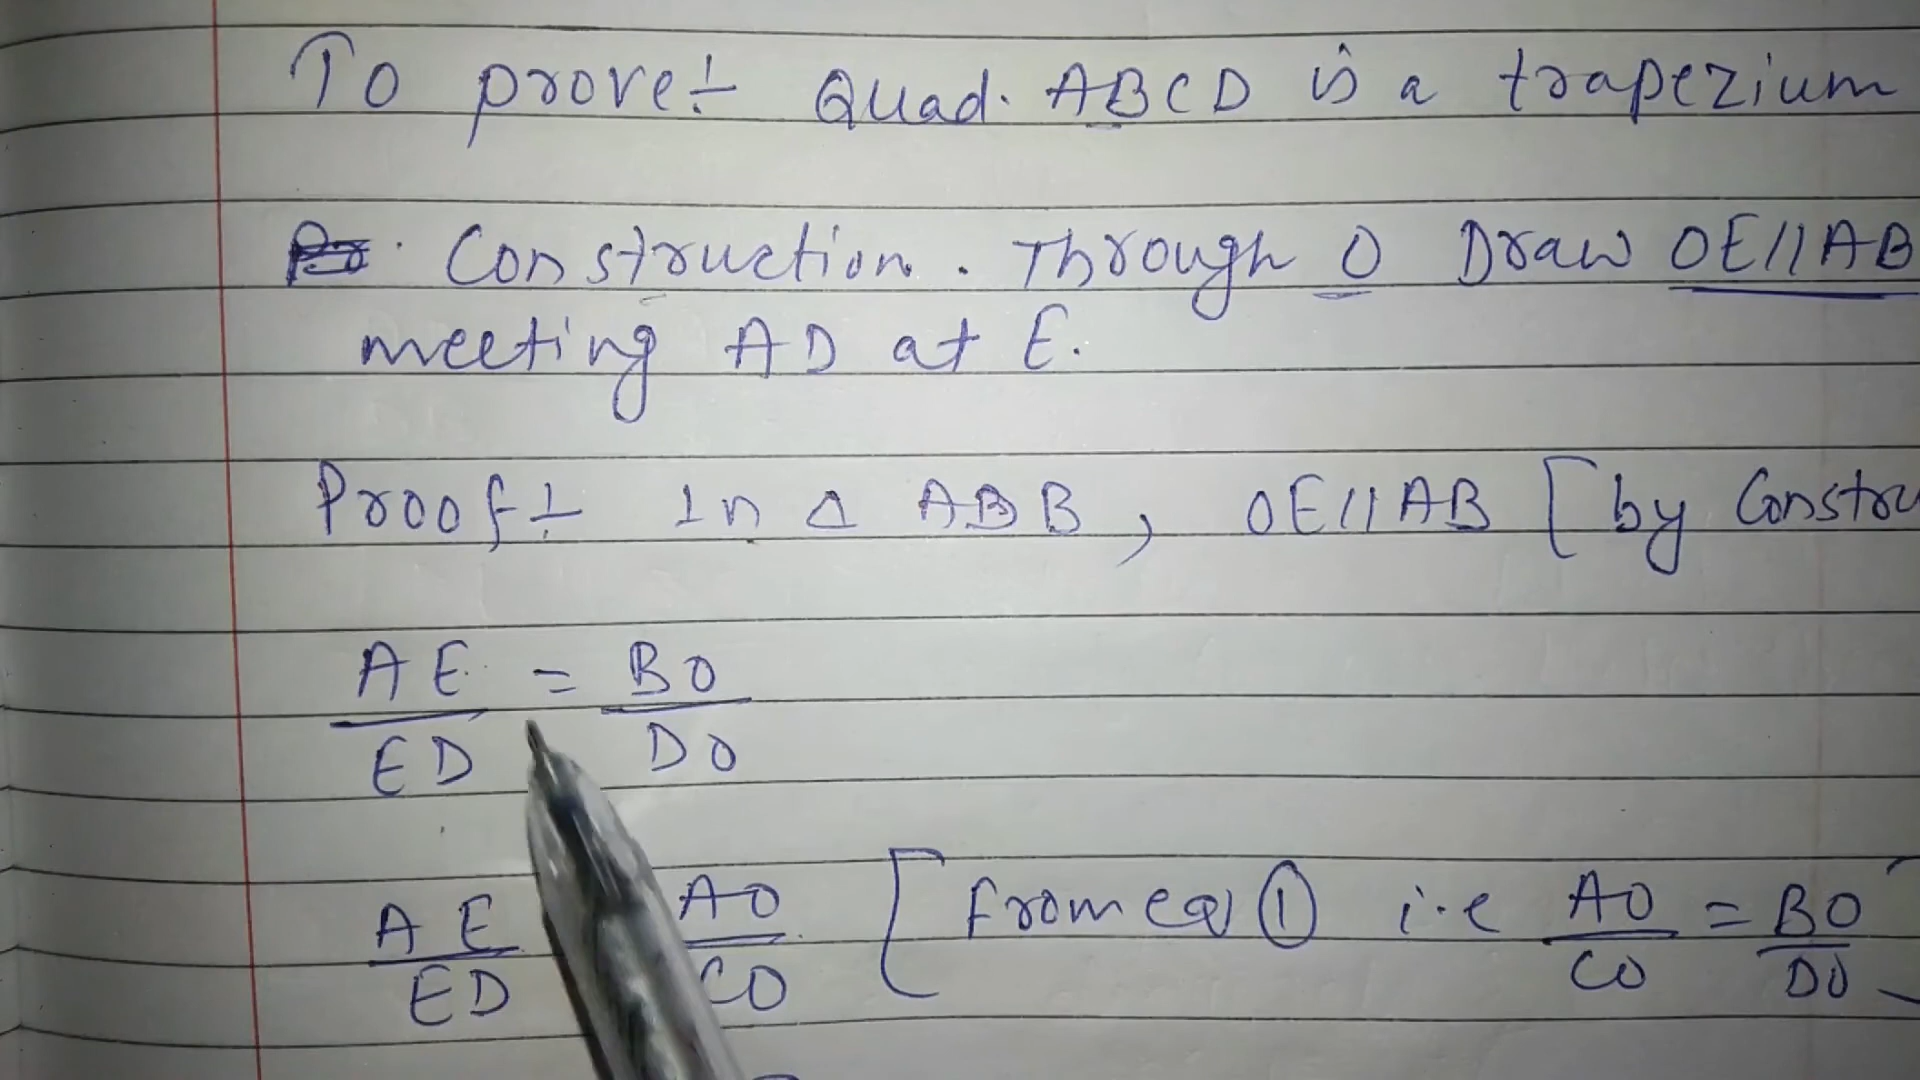 To prove:- Quad. ABCD is a trapezium
Construction. Through O Draw OE//AB
meeting AD at E.
Proof:- In Δ ABB, OE//AB [by Constru
AE/ED = BO/DO
AE/ED AO/CO [From eq ① i.e AO/CO = BO/DO]